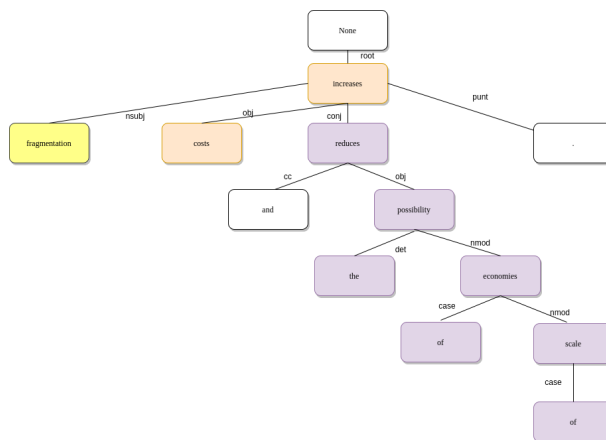 None
root
increases
nsubj
obj
conj
punt
fragmentation
costs
reduces
.
cc
obj
and
possibility
det
nmod
the
economies
case
nmod
of
scale
case
of